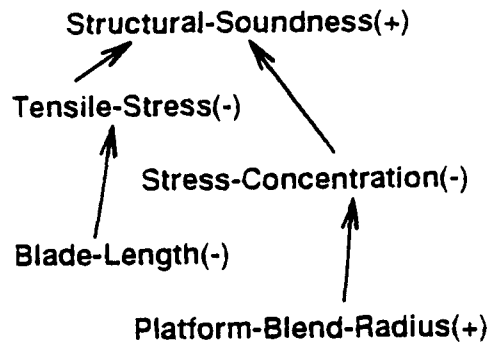 Structural-Soundness(+)
Tensile-Stress(-)
Stress-Concentration(-)
Blade-Length(-)
Platform-Blend-Radius(+)